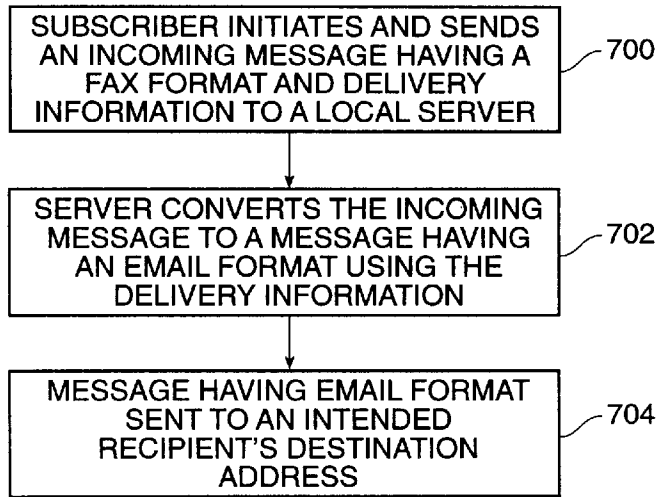 SUBSCRIBER INITIATES AND SENDS
AN INCOMING MESSAGE HAVING A
FAX FORMAT AND DELIVERY
INFORMATION TO A LOCAL SERVER
700
SERVER CONVERTS THE INCOMING
MESSAGE TO A MESSAGE HAVING
AN EMAIL FORMAT USING THE
DELIVERY INFORMATION
702
MESSAGE HAVING EMAIL FORMAT
SENT TO AN INTENDED
RECIPIENT'S DESTINATION
ADDRESS
704